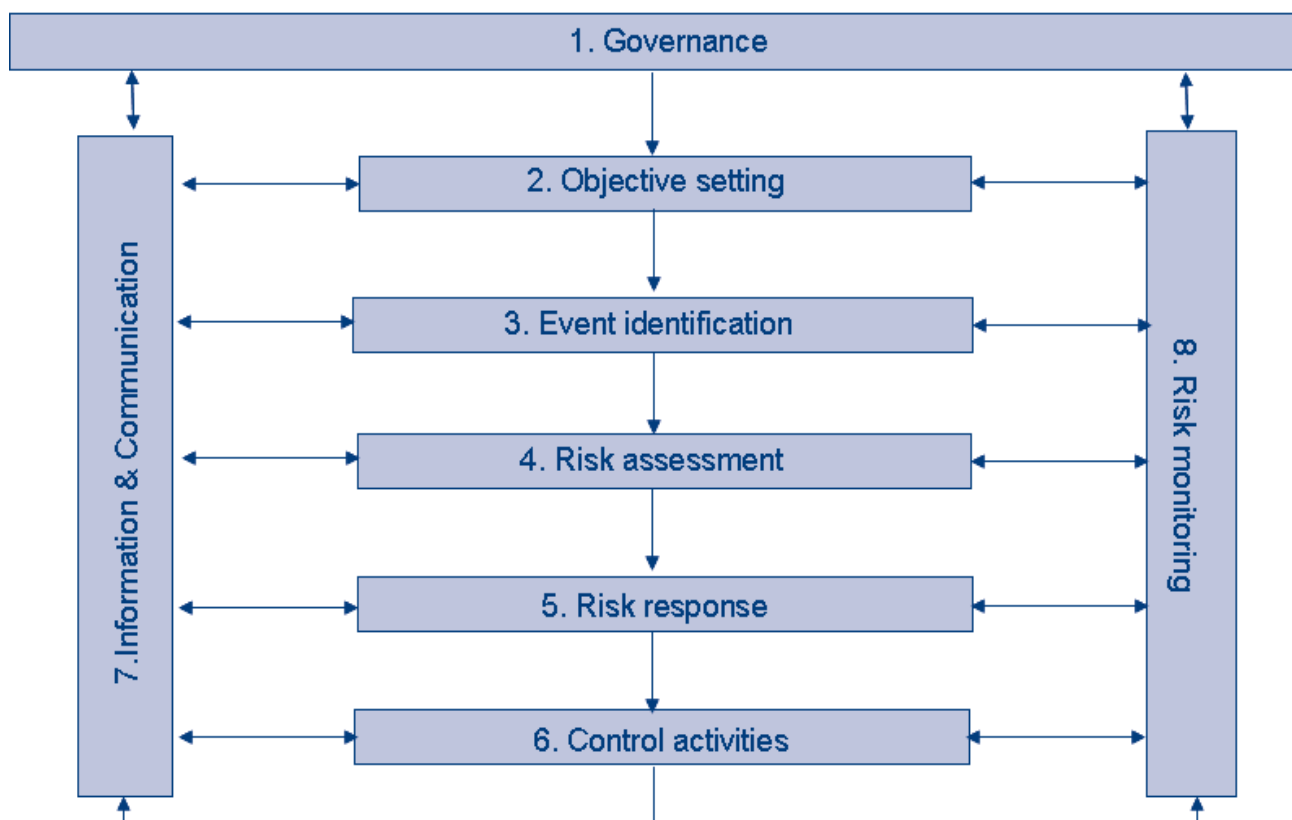 1. Governance
2. Objective setting
3. Event identification
4. Risk assessment
5. Risk response
6. Control activities
7.Information & Communication
8. Risk monitoring